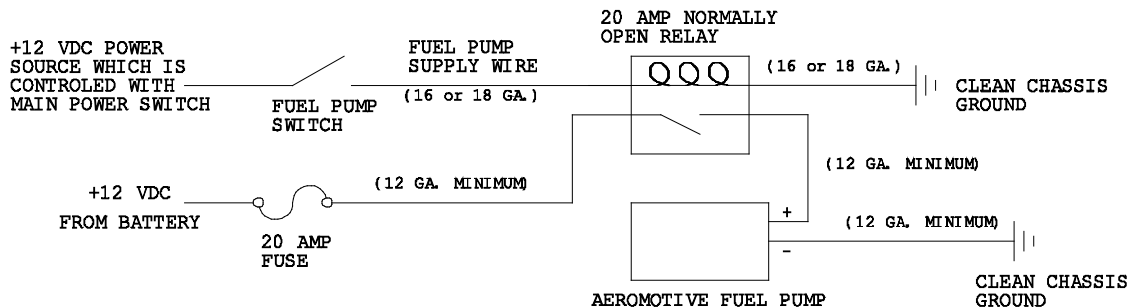 20 AMP NORMALLY
OPEN RELAY
+12 VDC POWER
SOURCE WHICH IS
CONTROLED WITH
MAIN POWER SWITCH
FUEL PUMP
SUPPLY WIRE
(16 or 18 GA.)
FUEL PUMP
SWITCH
(16 or 18 GA.)
CLEAN CHASSIS
GROUND
+12 VDC
FROM BATTERY
20 AMP
FUSE
(12 GA. MINIMUM)
(12 GA. MINIMUM)
+
-
(12 GA. MINIMUM)
CLEAN CHASSIS
GROUND
AEROMOTIVE FUEL PUMP